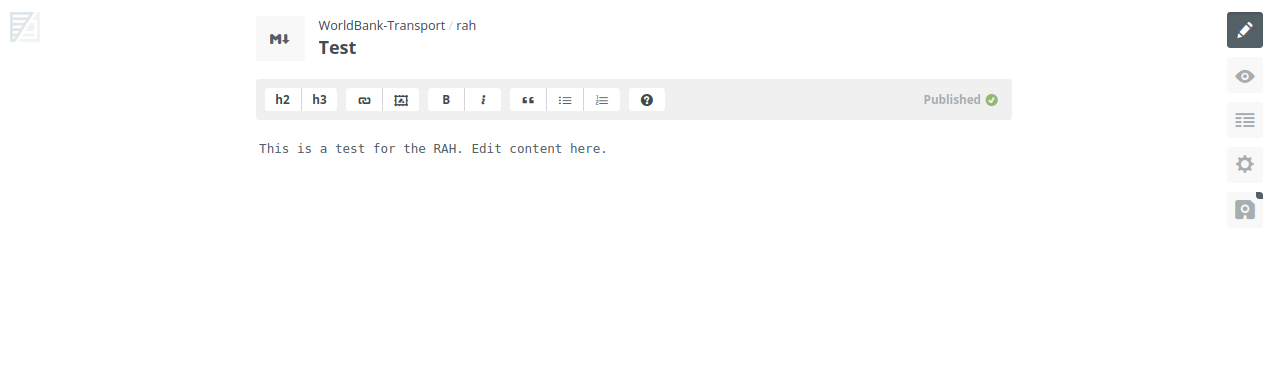 WorldBank-Transport / rah
M↓
Test
h2 h3 B i Published
This is a test for the RAH. Edit content here.